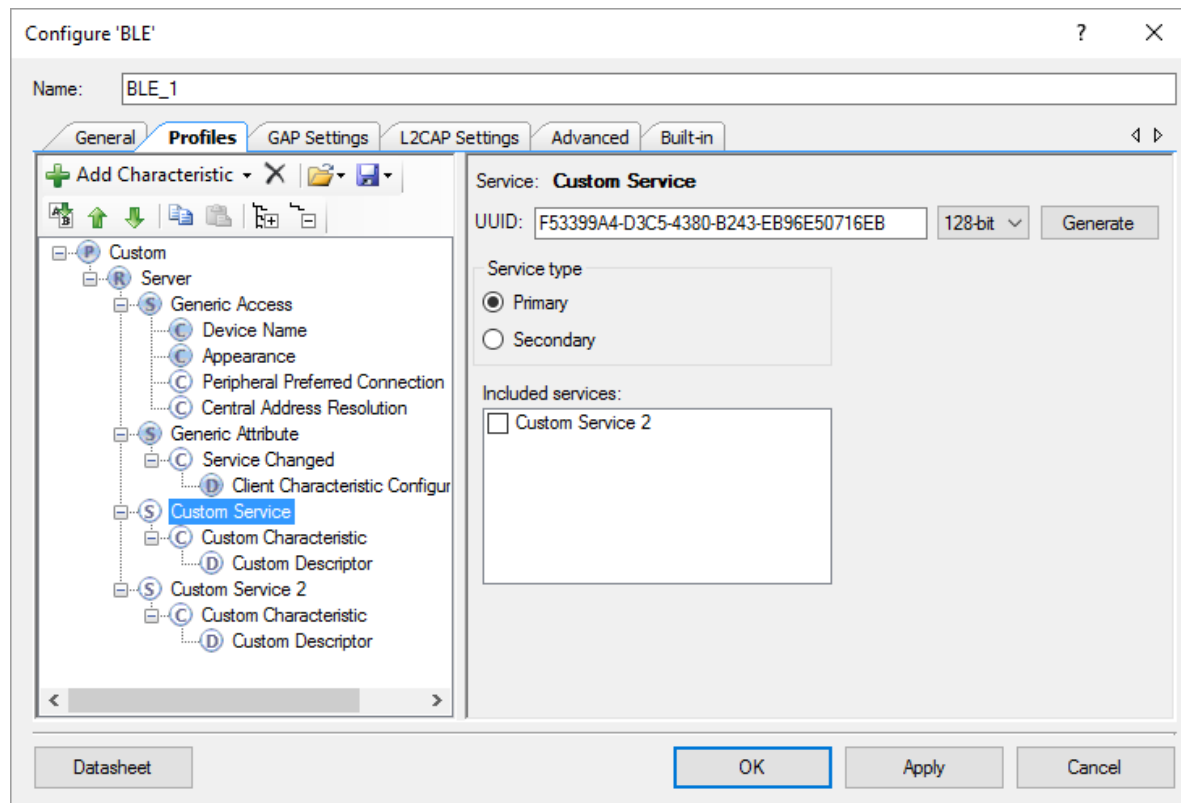 Configure 'BLE'
?
Name: BLE_1
General Profiles GAP Settings L2CAP Settings Advanced Built-in
Add Characteristic
Service: Custom Service
UUID: F53399A4-D3C5-4380-B243-EB96E50716EB 128-bit Generate
Service type
Primary
Secondary
Included services:
Custom Service 2
P Custom
R Server
S Generic Access
C Device Name
C Appearance
C Peripheral Preferred Connection
C Central Address Resolution
S Generic Attribute
C Service Changed
D Client Characteristic Configur
S Custom Service
C Custom Characteristic
D Custom Descriptor
S Custom Service 2
C Custom Characteristic
D Custom Descriptor
Datasheet OK Apply Cancel